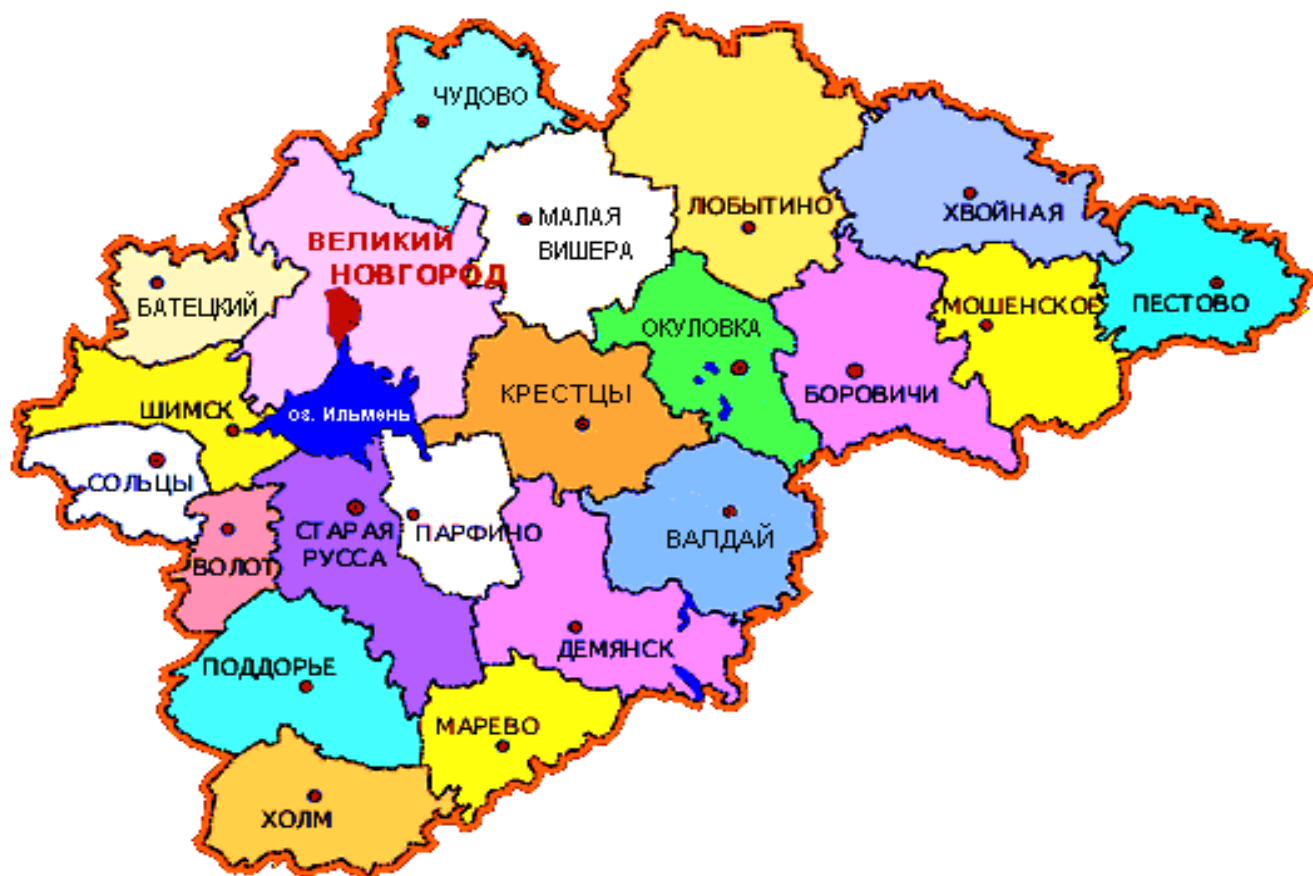 ЧУДОВО
ЛОБЫТИНО
ХВОЙНАЯ
МАЛАЯ
ВИШЕРА
ВЕЛИКИЙ
НОВГОРОД
БАТЕЦКИЙ
МОШЕНСКОЕ
ПЕСТОВО
ОКУЛОВКА
ШИМСК
оз. Ильмень
КРЕСТЦЫ
БОРОВИЧИ
СОЛЬЦЫ
СТАРАЯ
РУССА
ПАРФИНО
ВАЛДАЙ
ВОЛОТ
ДЕМЯНСК
ПОДДОРЬЕ
МАРЕВО
ХОЛМ